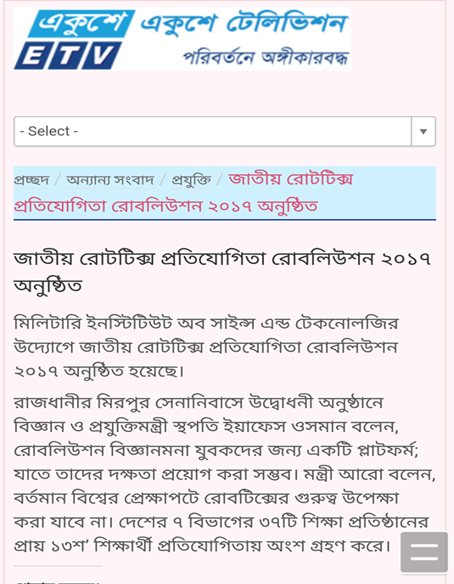 একুশে একুশে টেলিভিশন
ETV পরিবর্তনে অঙ্গীকারবদ্ধ
- Select -
প্রচ্ছদ / অন্যান্য সংবাদ / প্রযুক্তি / জাতীয় রোটটিক্স
প্রতিযোগিতা রোবলিউশন ২০১৭ অনুষ্ঠিত
জাতীয় রোটটিক্স প্রতিযোগিতা রোবলিউশন ২০১৭
অনুষ্ঠিত
মিলিটারি ইনস্টিটিউট অব সাইন্স এন্ড টেকনোলজির
উদ্যোগে জাতীয় রোটটিক্স প্রতিযোগিতা রোবলিউশন
২০১৭ অনুষ্ঠিত হয়েছে।
রাজধানীর মিরপুর সেনানিবাসে উদ্বোধনী অনুষ্ঠানে
বিজ্ঞান ও প্রযুক্তিমন্ত্রী স্থপতি ইয়াফেস ওসমান বলেন,
রোবলিউশন বিজ্ঞানমনা যুবকদের জন্য একটি প্লাটফর্ম;
যাতে তাদের দক্ষতা প্রয়োগ করা সম্ভব। মন্ত্রী আরো বলেন,
বর্তমান বিশ্বের প্রেক্ষাপটে রোবটিক্সের গুরুত্ব উপেক্ষা
করা যাবে না। দেশের ৭ বিভাগের ৩৭টি শিক্ষা প্রতিষ্ঠানের
প্রায় ১৩শ’ শিক্ষার্থী প্রতিযোগিতায় অংশ গ্রহণ করে।